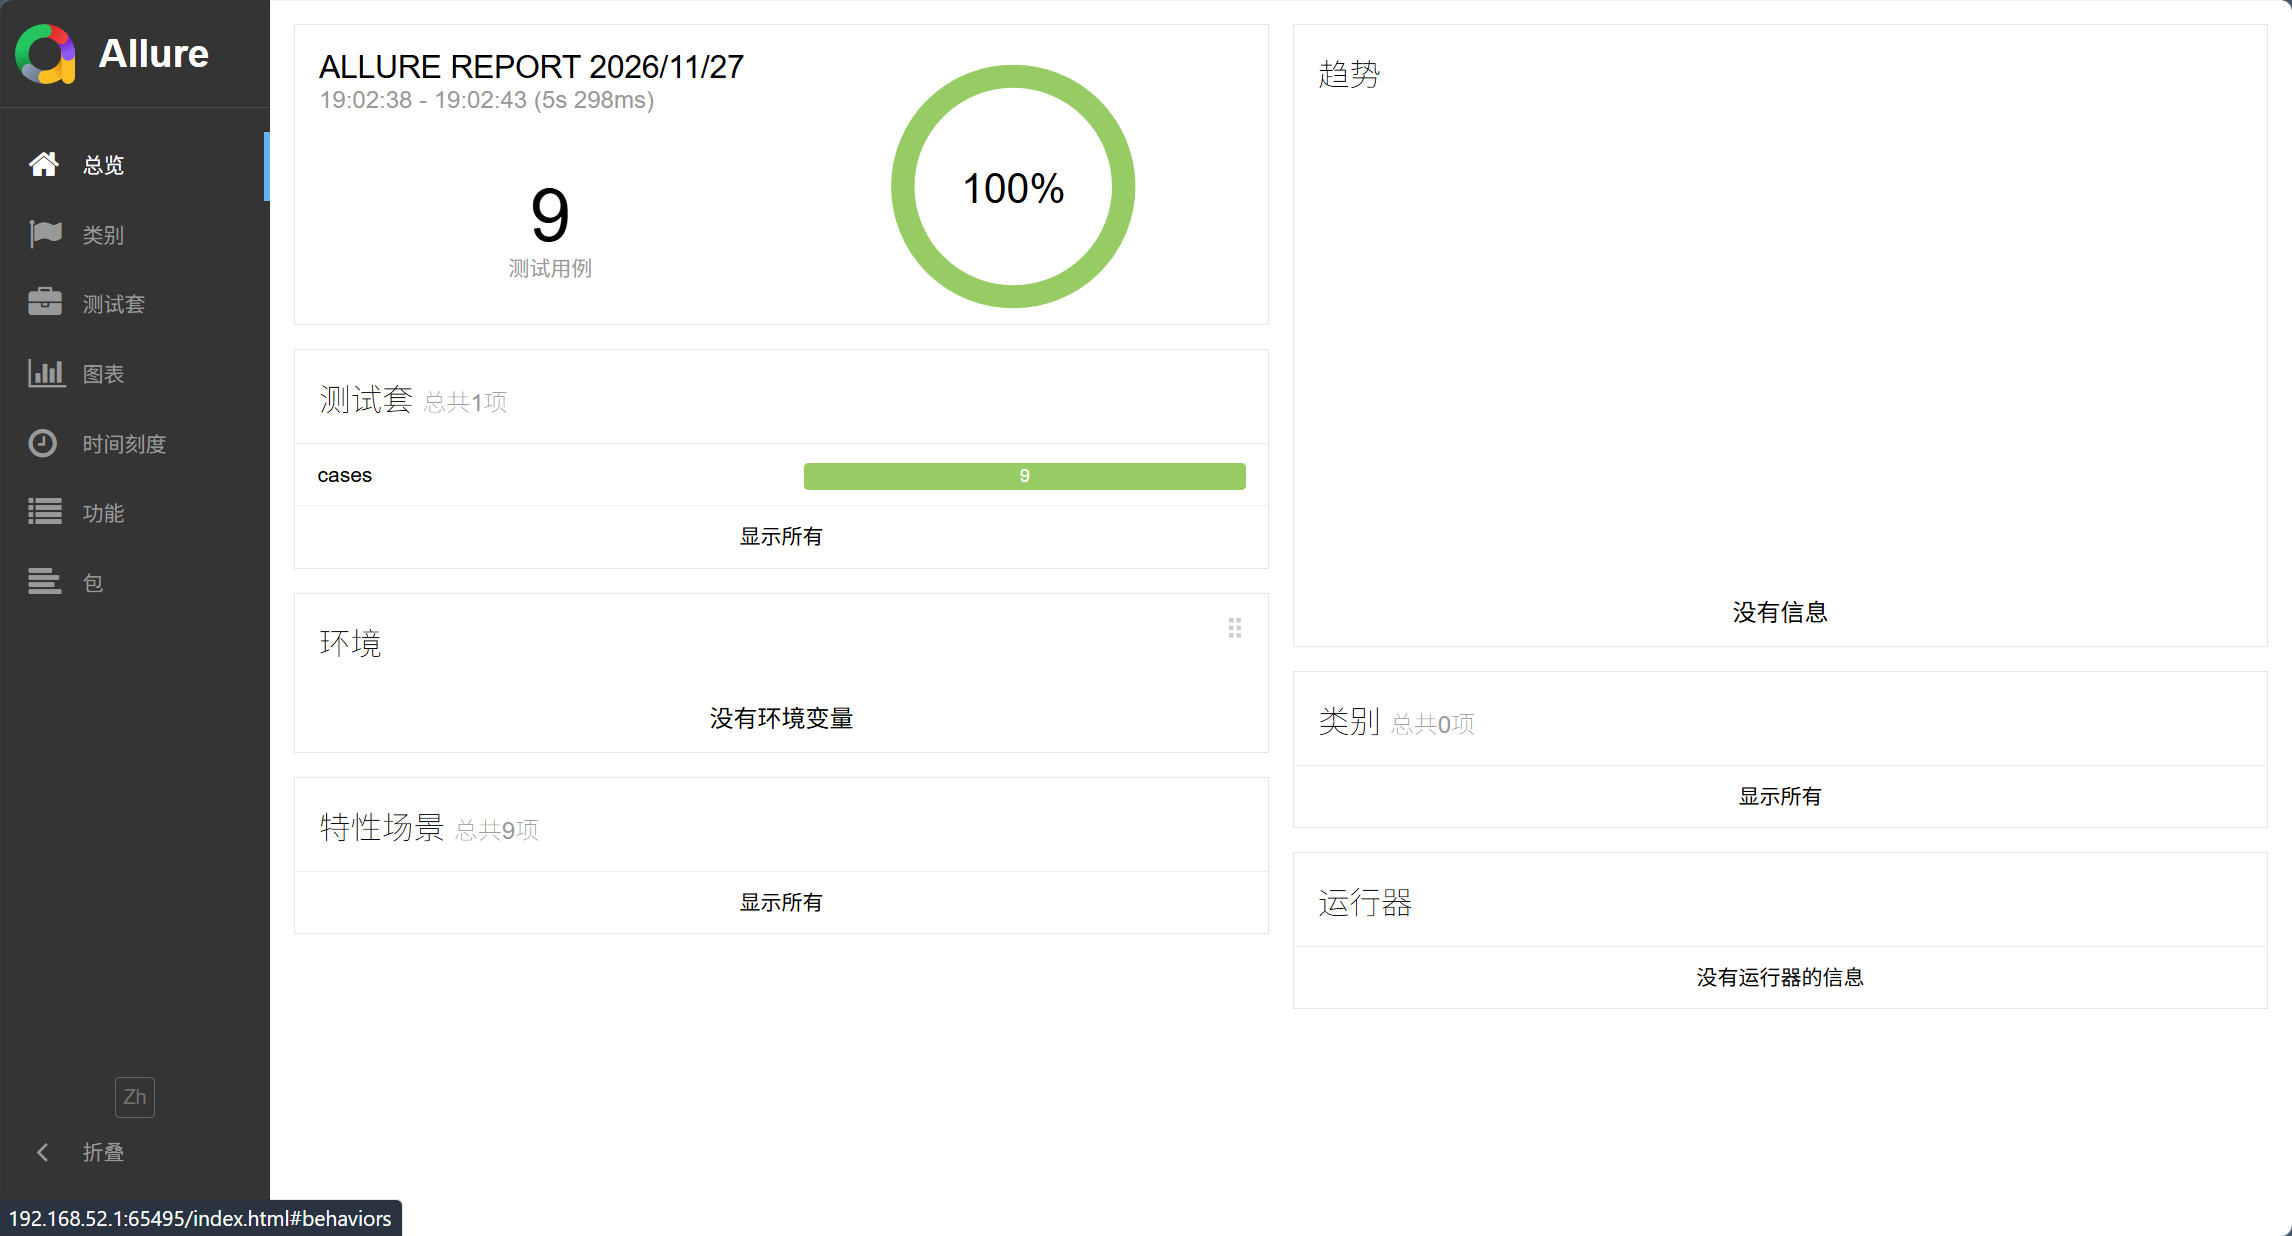 Allure
总览
类别
测试套
图表
时间刻度
功能
包
Zh
折叠
192.168.52.1:65495/index.html#behaviors
ALLURE REPORT 2026/11/27
19:02:38 - 19:02:43 (5s 298ms)
9
测试用例
100%
测试套 总共1项
cases 9
显示所有
环境
没有环境变量
特性场景 总共9项
显示所有
趋势
没有信息
类别 总共0项
显示所有
运行器
没有运行器的信息